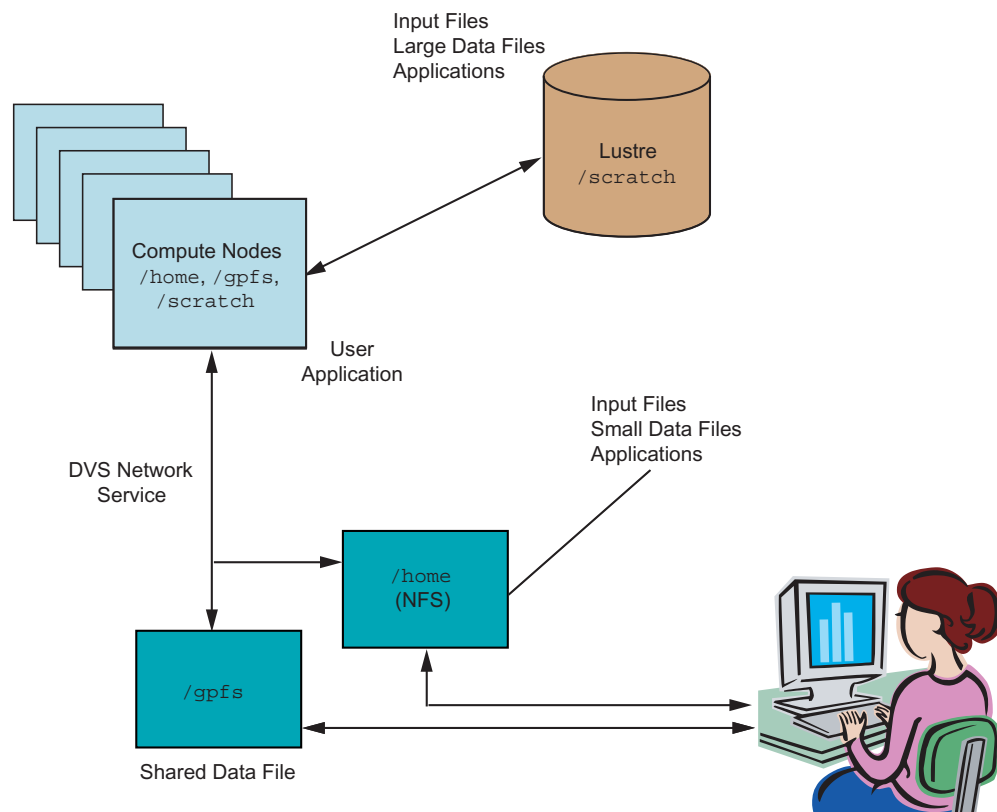 Input Files
Large Data Files
Applications
Lustre
/scratch
Compute Nodes
/home, /gpfs,
/scratch
User
Application
Input Files
Small Data Files
Applications
DVS Network
Service
/home
(NFS)
/gpfs
Shared Data File